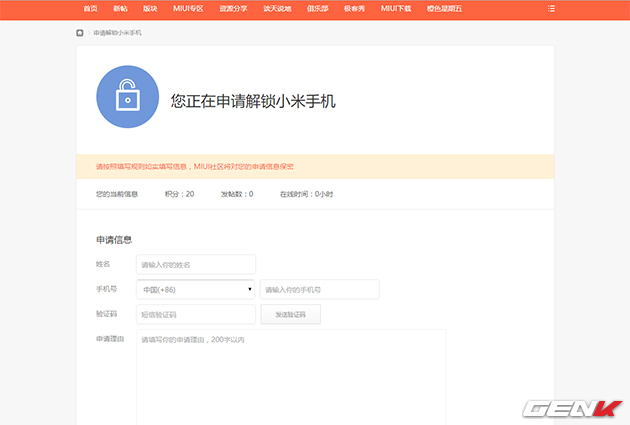 首页 新帖 版块 MIUI专区 资源分享 谈天说地 俱乐部 极客秀 MIUI下载 橙色星期五
申请解锁小米手机
您正在申请解锁小米手机
请按照填写规则如实填写信息，MIUI社区将对您的申请信息保密
您的当前信息 积分：20 发帖数：0 在线时间：0小时
申请信息
姓名 请输入你的姓名
手机号 中国(+86) 请输入你的手机号
验证码 短信验证码 发送验证码
申请理由 请填写你的申请理由，200字以内
GENK